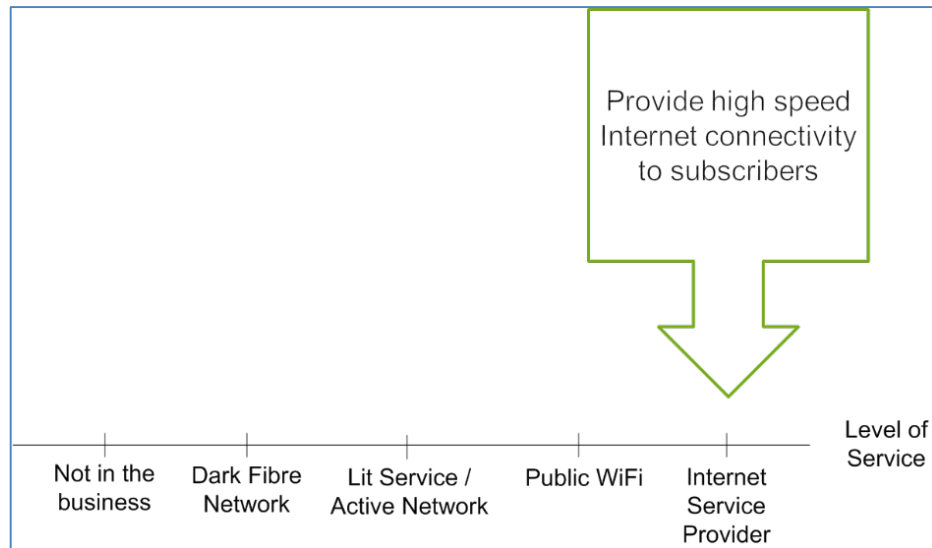 Provide high speed
Internet connectivity
to subscribers
Level of
Service
Not in the
business
Dark Fibre
Network
Lit Service /
Active Network
Public WiFi
Internet
Service
Provider